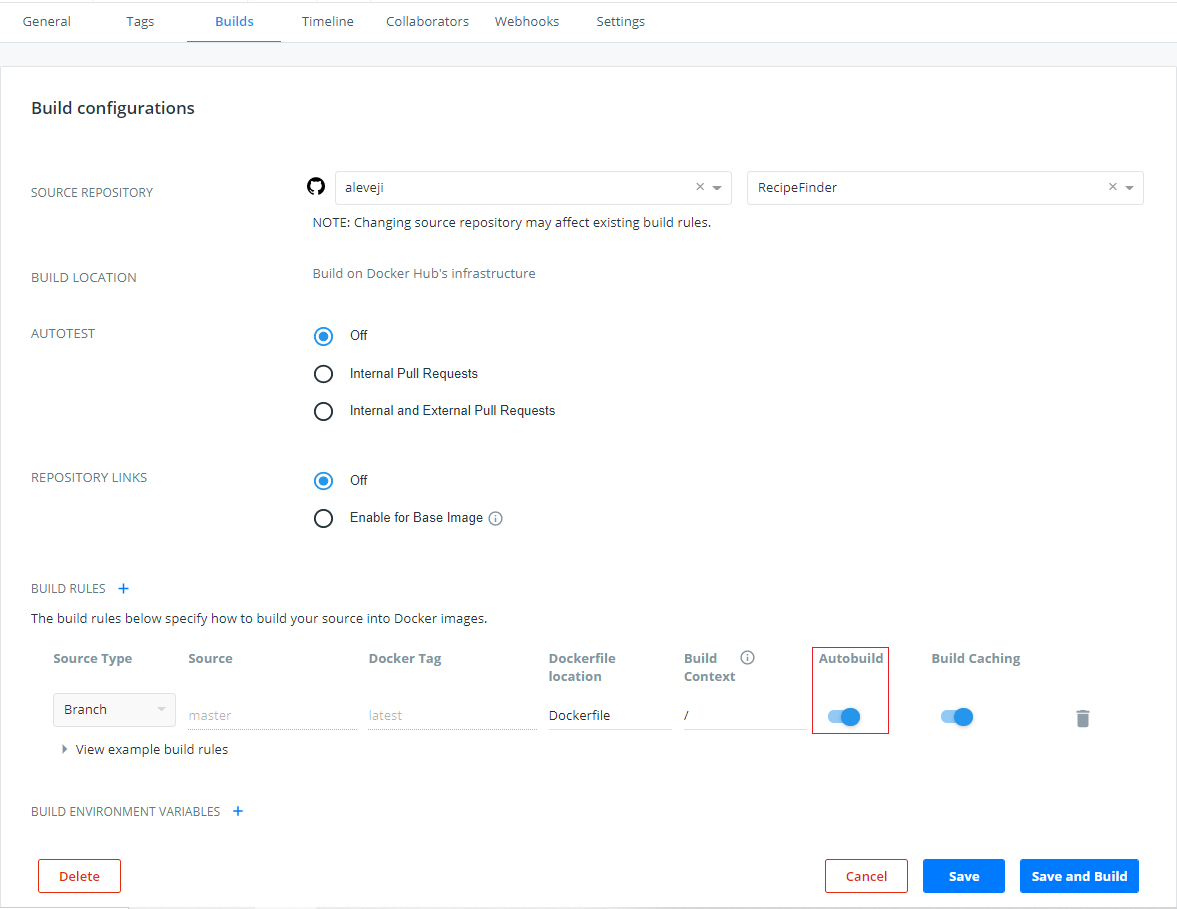 General Tags Builds Timeline Collaborators Webhooks Settings
Build configurations
SOURCE REPOSITORY aleveji × RecipeFinder ×
NOTE: Changing source repository may affect existing build rules.
BUILD LOCATION Build on Docker Hub's infrastructure
AUTOTEST Off
Internal Pull Requests
Internal and External Pull Requests
REPOSITORY LINKS Off
Enable for Base Image
BUILD RULES +
The build rules below specify how to build your source into Docker images.
Source Type Source Docker Tag Dockerfile location Build Context Autobuild Build Caching
Branch master latest Dockerfile /
View example build rules
BUILD ENVIRONMENT VARIABLES +
Delete Cancel Save Save and Build